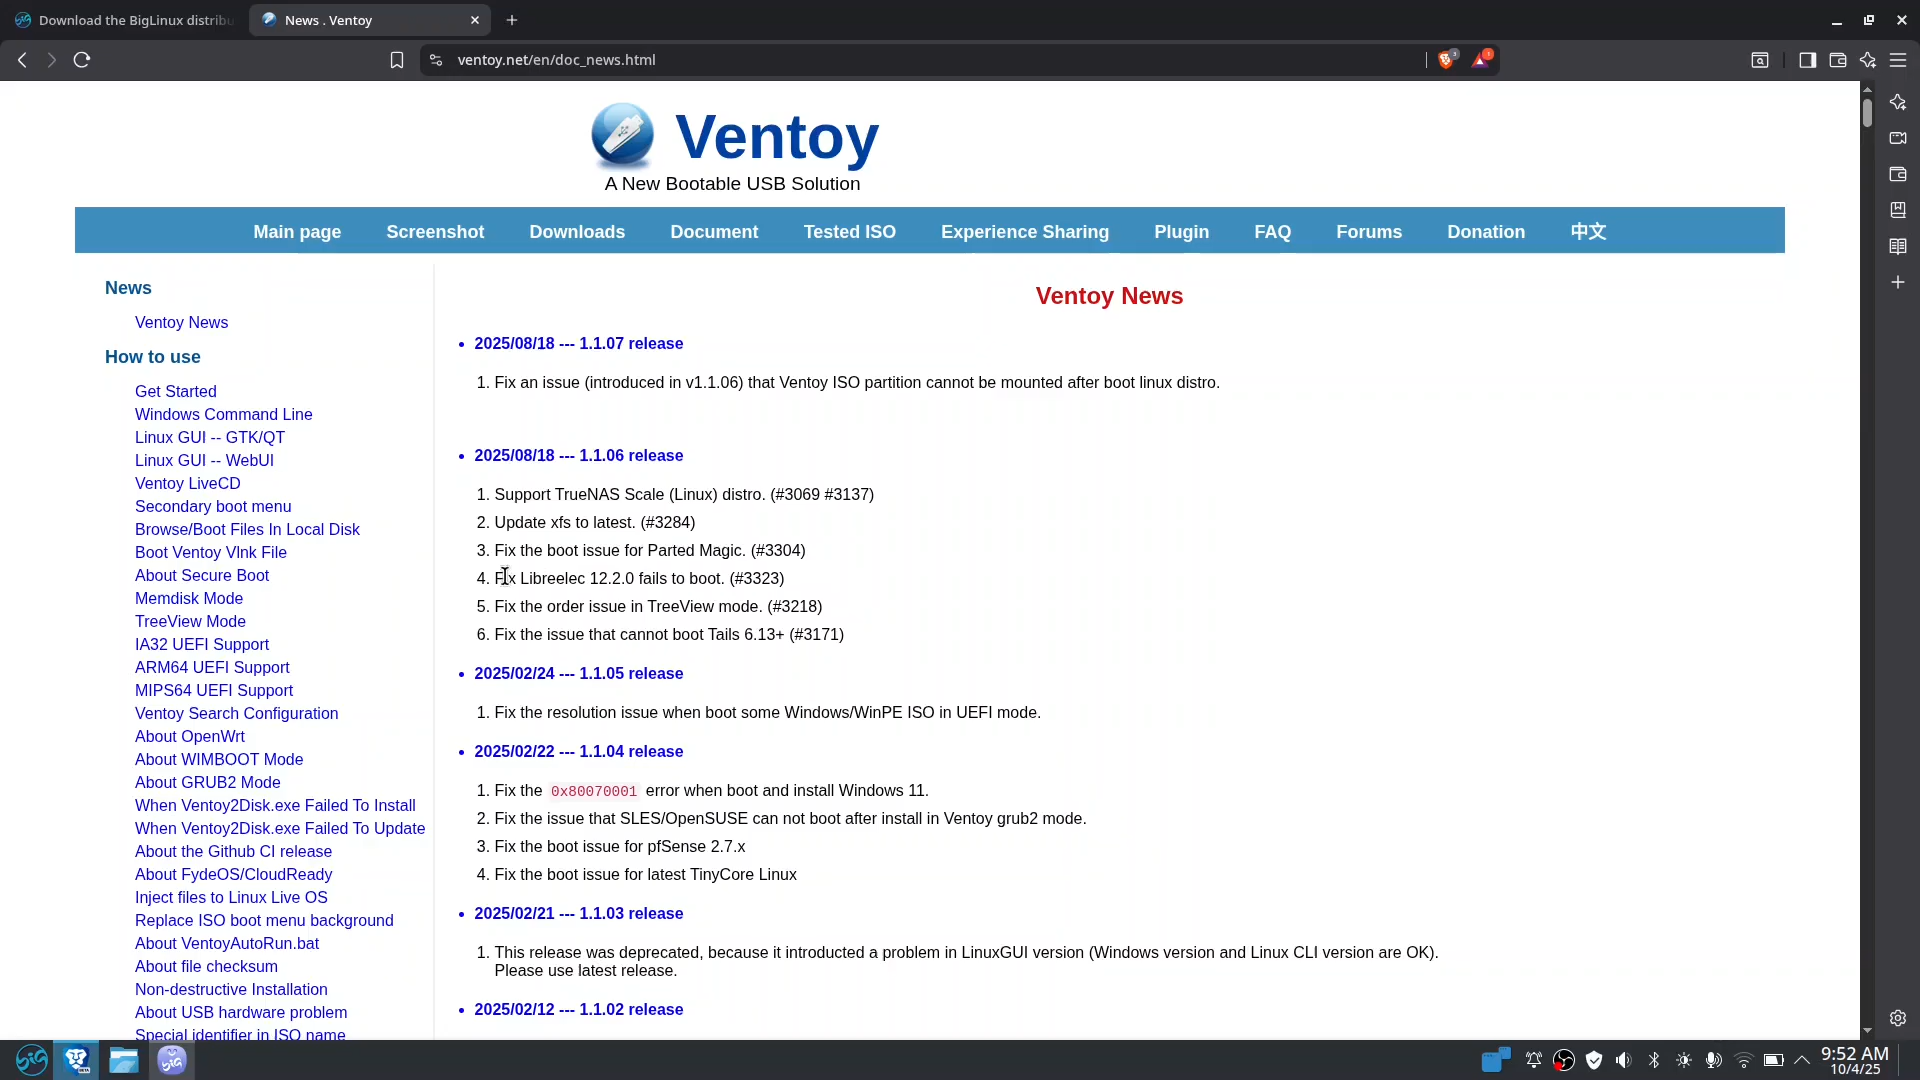 Download the BigLinux distribu
News . Ventoy
ventoy.net/en/doc_news.html
Ventoy
A New Bootable USB Solution
Main page Screenshot Downloads Document Tested ISO Experience Sharing Plugin FAQ Forums Donation 中文
News
Ventoy News
How to use
Get Started
Windows Command Line
Linux GUI -- GTK/QT
Linux GUI -- WebUI
Ventoy LiveCD
Secondary boot menu
Browse/Boot Files In Local Disk
Boot Ventoy Vlnk File
About Secure Boot
Memdisk Mode
TreeView Mode
IA32 UEFI Support
ARM64 UEFI Support
MIPS64 UEFI Support
Ventoy Search Configuration
About OpenWrt
About WIMBOOT Mode
About GRUB2 Mode
When Ventoy2Disk.exe Failed To Install
When Ventoy2Disk.exe Failed To Update
About the Github CI release
About FydeOS/CloudReady
Inject files to Linux Live OS
Replace ISO boot menu background
About VentoyAutoRun.bat
About file checksum
Non-destructive Installation
About USB hardware problem
Special identifier in ISO name
Ventoy News
• 2025/08/18 --- 1.1.07 release
1. Fix an issue (introduced in v1.1.06) that Ventoy ISO partition cannot be mounted after boot linux distro.
• 2025/08/18 --- 1.1.06 release
1. Support TrueNAS Scale (Linux) distro. (#3069 #3137)
2. Update xfs to latest. (#3284)
3. Fix the boot issue for Parted Magic. (#3304)
4. Fix Libreelec 12.2.0 fails to boot. (#3323)
5. Fix the order issue in TreeView mode. (#3218)
6. Fix the issue that cannot boot Tails 6.13+ (#3171)
• 2025/02/24 --- 1.1.05 release
1. Fix the resolution issue when boot some Windows/WinPE ISO in UEFI mode.
• 2025/02/22 --- 1.1.04 release
1. Fix the 0x80070001 error when boot and install Windows 11.
2. Fix the issue that SLES/OpenSUSE can not boot after install in Ventoy grub2 mode.
3. Fix the boot issue for pfSense 2.7.x
4. Fix the boot issue for latest TinyCore Linux
• 2025/02/21 --- 1.1.03 release
1. This release was deprecated, because it introducted a problem in LinuxGUI version (Windows version and Linux CLI version are OK).
Please use latest release.
• 2025/02/12 --- 1.1.02 release
9:52 AM
10/4/25